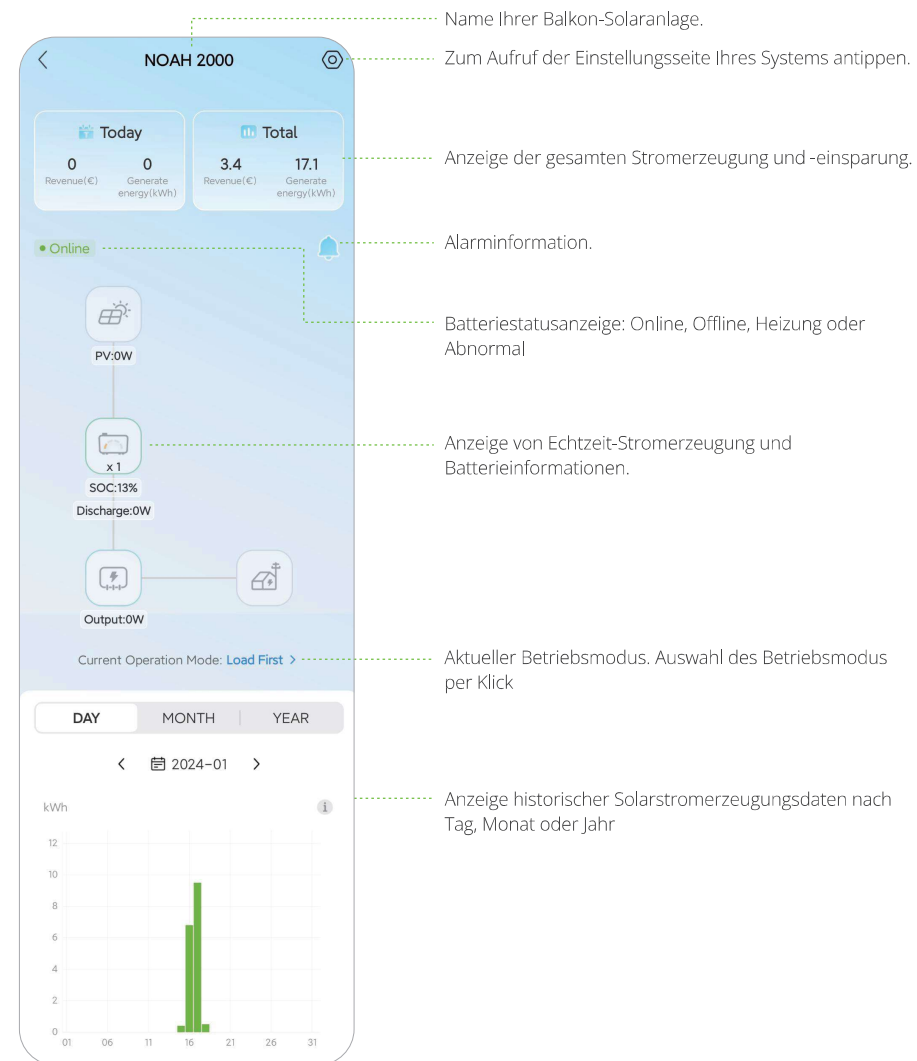 Name Ihrer Balkon-Solaranlage.
NOAH 2000
Zum Aufruf der Einstellungsseite Ihres Systems antippen.
Today
Total
0
0
3.4
17.1
Revenue(€)
Generate
energy(kWh)
Revenue(€)
Generate
energy(kWh)
Anzeige der gesamten Stromerzeugung und -einsparung.
Online
Alarminformation.
Batteriestatusanzeige: Online, Offline, Heizung oder
Abnormal
PV:0W
x 1
SOC:13%
Discharge:0W
Anzeige von Echtzeit-Stromerzeugung und
Batterieinformationen.
Output:0W
Current Operation Mode: Load First >
Aktueller Betriebsmodus. Auswahl des Betriebsmodus
per Klick
DAY
MONTH
YEAR
< 2024-01 >
kWh
i
Anzeige historischer Solarstromerzeugungsdaten nach
Tag, Monat oder Jahr
12
10
8
6
4
2
0
01 06 11 16 21 26 31